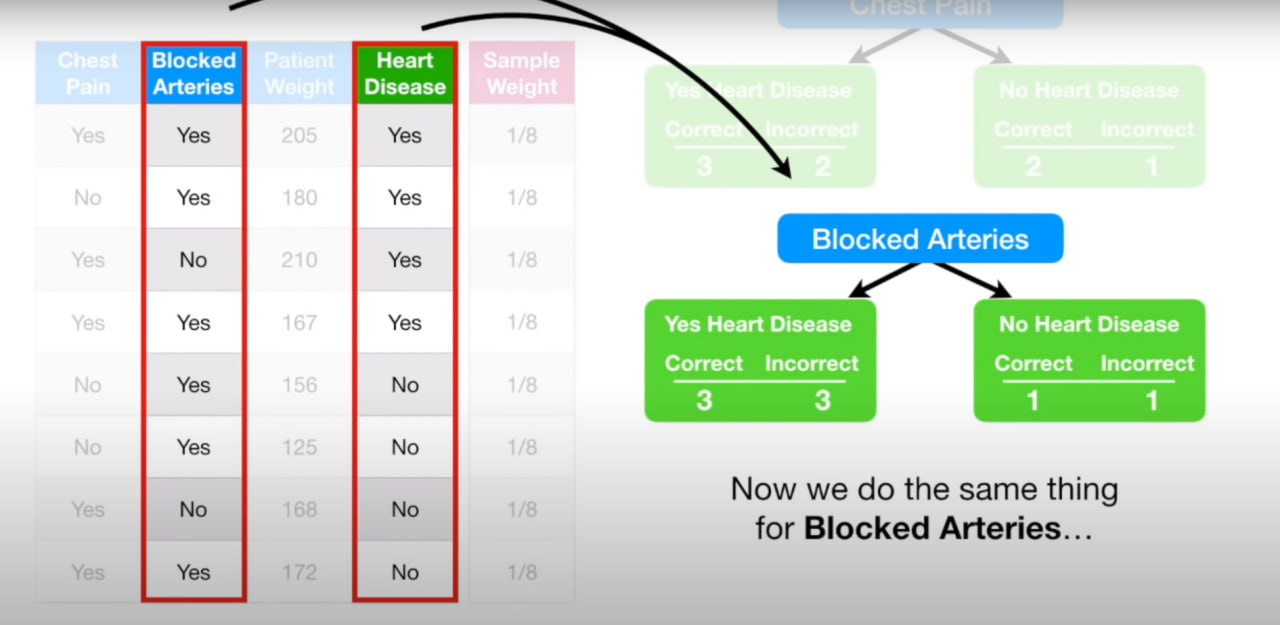 Chest Pain
Chest Pain Blocked Arteries Patient Weight Heart Disease Sample Weight
Yes Yes 205 Yes 1/8
No Yes 180 Yes 1/8
Yes No 210 Yes 1/8
Yes Yes 167 Yes 1/8
No Yes 156 No 1/8
No Yes 125 No 1/8
Yes No 168 No 1/8
Yes Yes 172 No 1/8
Yes Heart Disease
Correct Incorrect
3 2
No Heart Disease
Correct Incorrect
2 1
Blocked Arteries
Yes Heart Disease
Correct Incorrect
3 3
No Heart Disease
Correct Incorrect
1 1
Now we do the same thing
for Blocked Arteries…